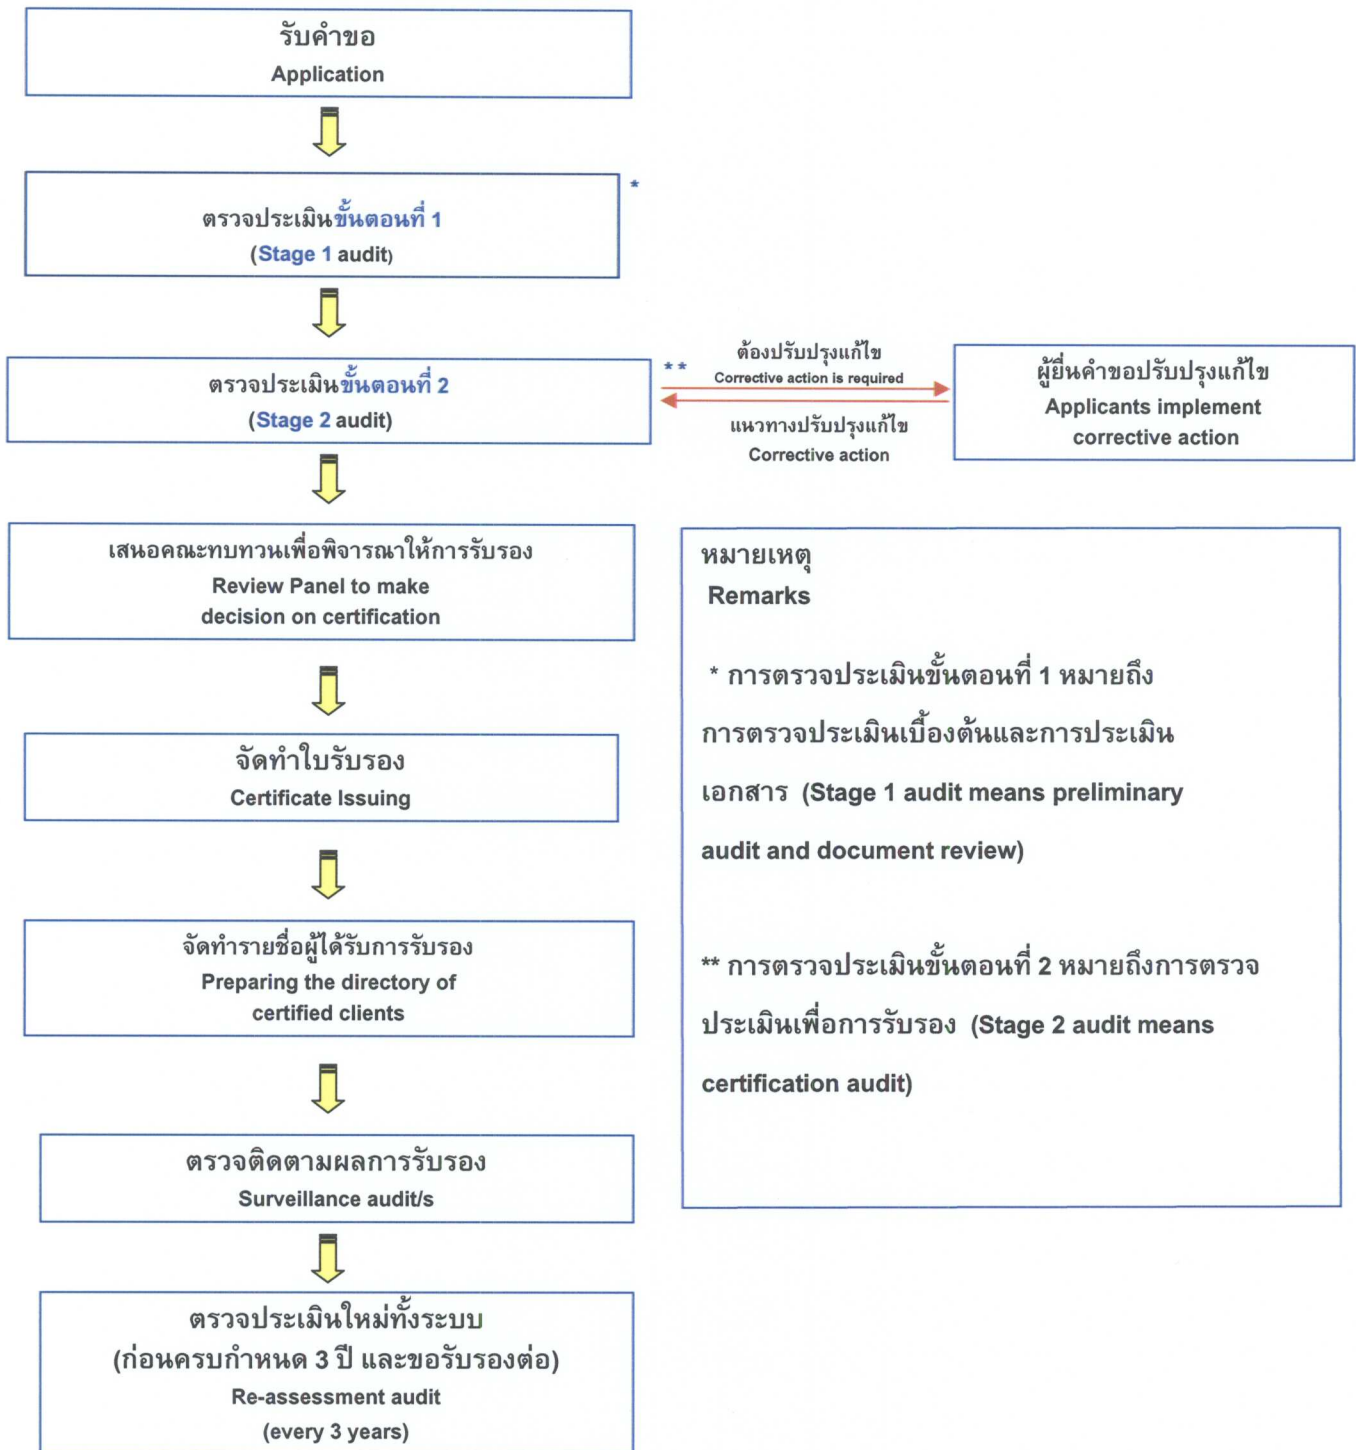 รับคำขอ
Application
ตรวจประเมินขั้นตอนที่ 1
(Stage 1 audit)
*
ตรวจประเมินขั้นตอนที่ 2
(Stage 2 audit)
**
ต้องปรับปรุงแก้ไข
Corrective action is required
แนวทางปรับปรุงแก้ไข
Corrective action
ผู้ยื่นคำขอปรับปรุงแก้ไข
Applicants implement
corrective action
เสนอคณะทบทวนเพื่อพิจารณาให้การรับรอง
Review Panel to make
decision on certification
จัดทำใบรับรอง
Certificate Issuing
จัดทำรายชื่อผู้ได้รับการรับรอง
Preparing the directory of
certified clients
ตรวจติดตามผลการรับรอง
Surveillance audit/s
ตรวจประเมินใหม่ทั้งระบบ
(ก่อนครบกำหนด 3 ปี และขอรับรองต่อ)
Re-assessment audit
(every 3 years)
หมายเหตุ
Remarks
* การตรวจประเมินขั้นตอนที่ 1 หมายถึง
การตรวจประเมินเบื้องต้นและการประเมิน
เอกสาร (Stage 1 audit means preliminary
audit and document review)
** การตรวจประเมินขั้นตอนที่ 2 หมายถึงการตรวจ
ประเมินเพื่อการรับรอง (Stage 2 audit means
certification audit)